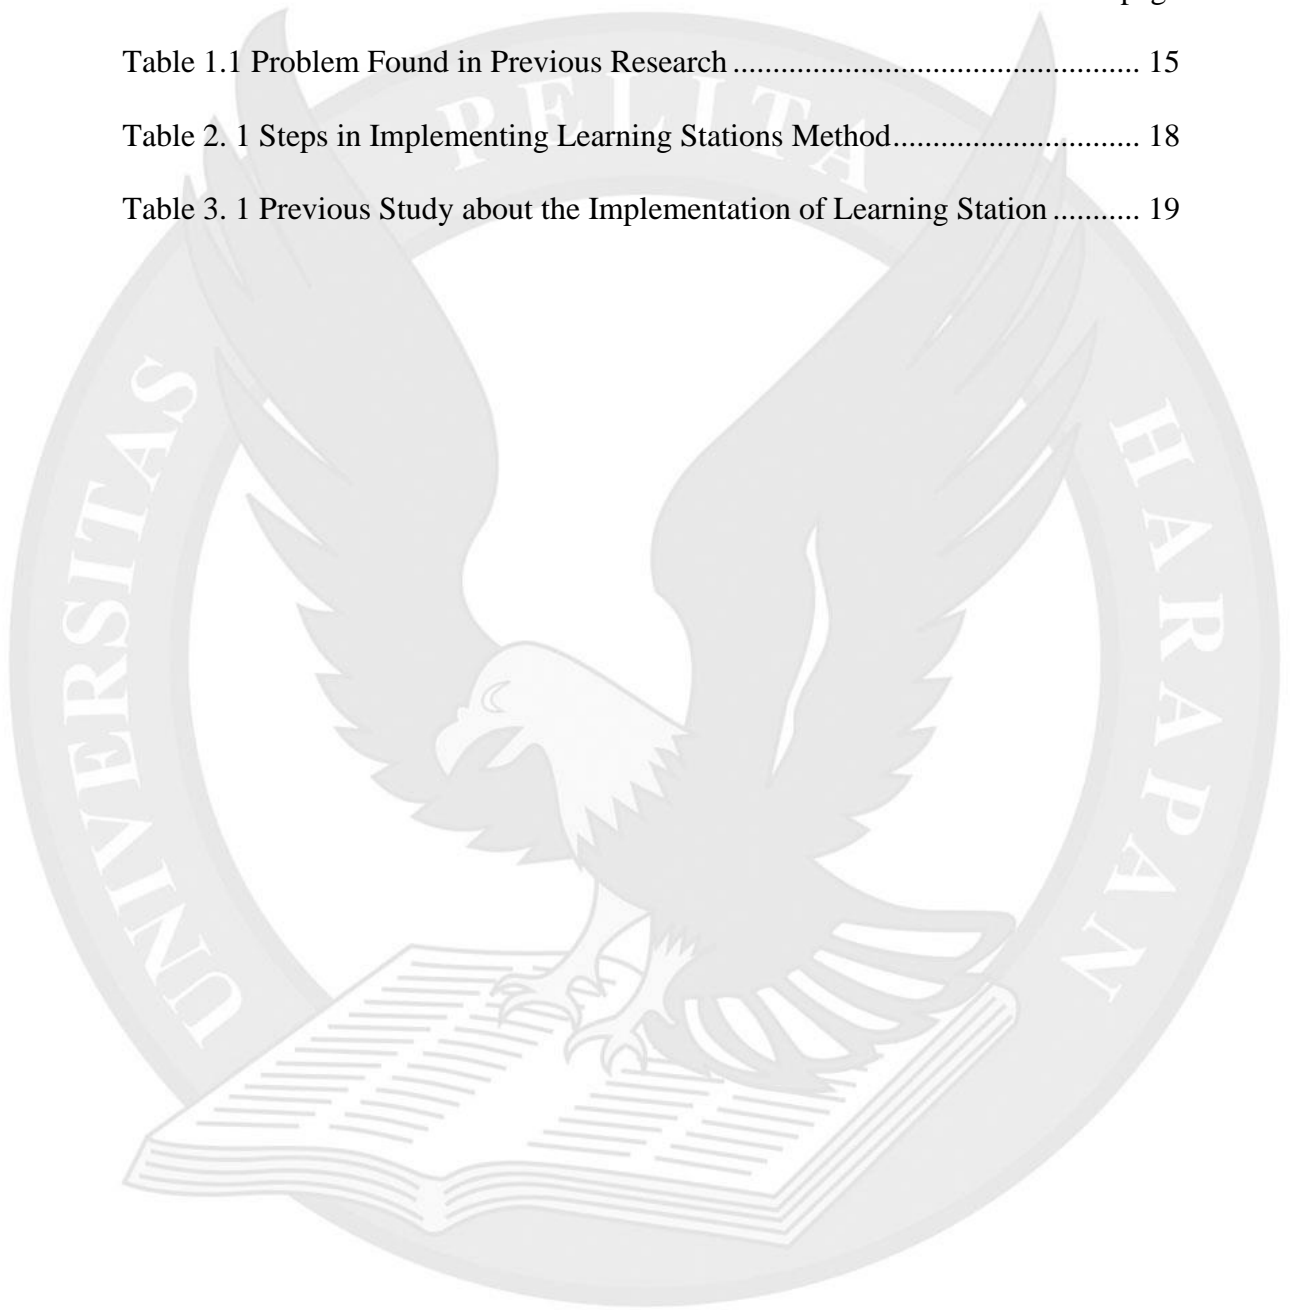 Table 1.1 Problem Found in Previous Research ................................................... 15
Table 2. 1 Steps in Implementing Learning Stations Method............................... 18
Table 3. 1 Previous Study about the Implementation of Learning Station ........... 19
UNIVERSITAS PELITA HARAPAN